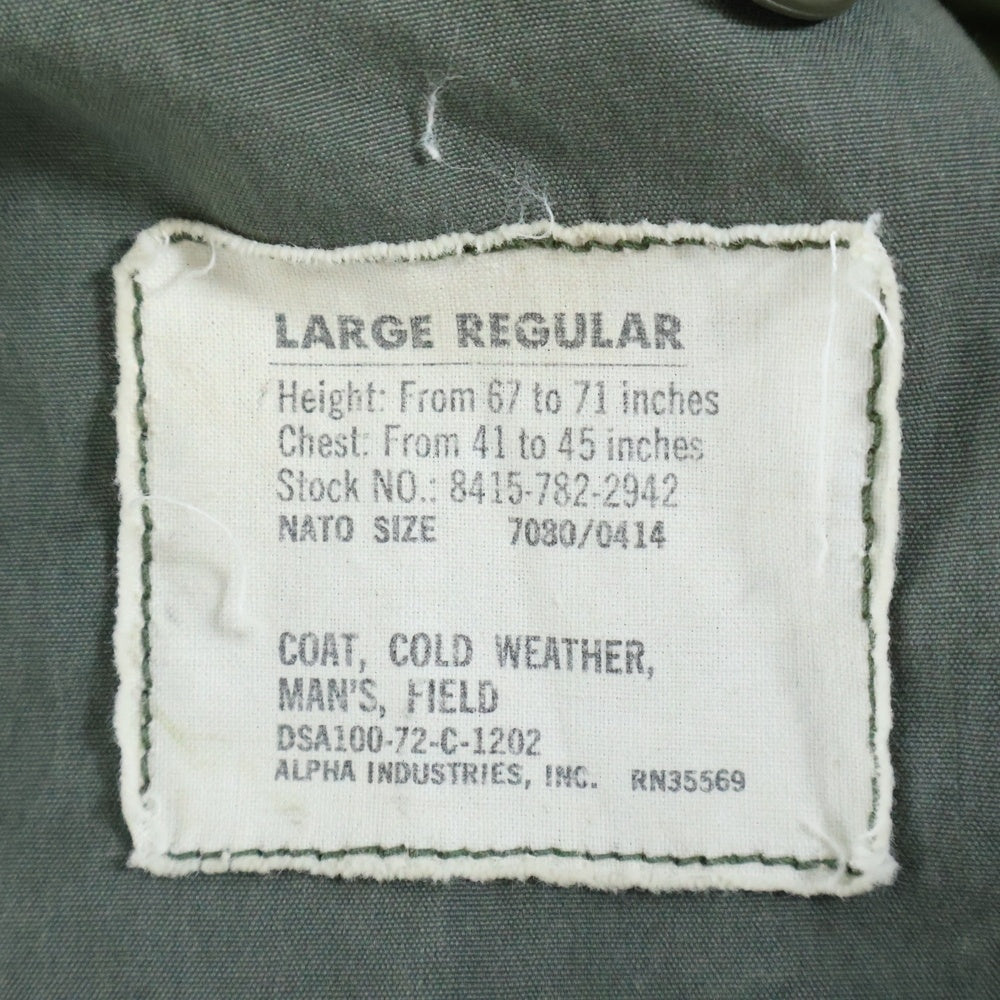 LARGE REGULAR
Height: From 67 to 71 inches
Chest: From 41 to 45 inches
Stock NO.: 8415-782-2942
NATO SIZE 7080/0414
COAT, COLD WEATHER,
MAN'S, FIELD
DSA100-72-C-1202
ALPHA INDUSTRIES, INC. RN35569